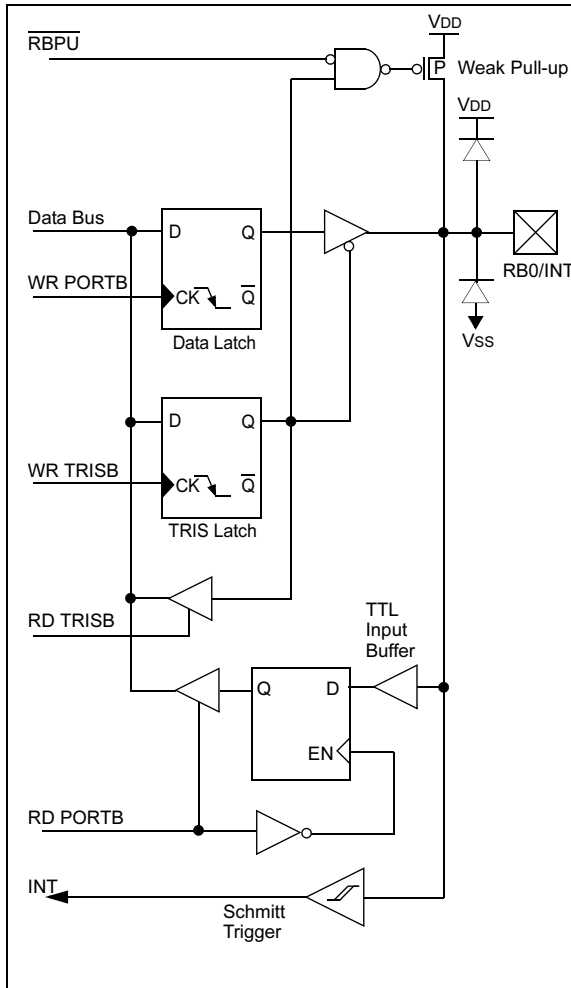 VDD
R̅B̅P̅U̅
P
Weak Pull-up
VDD
Data Bus
D
Q
RB0/INT
WR PORTB
CK
Q̅
VSS
Data Latch
D
Q
WR TRISB
CK
Q̅
TRIS Latch
RD TRISB
TTL
Input
Buffer
Q
D
EN
RD PORTB
INT
Schmitt
Trigger